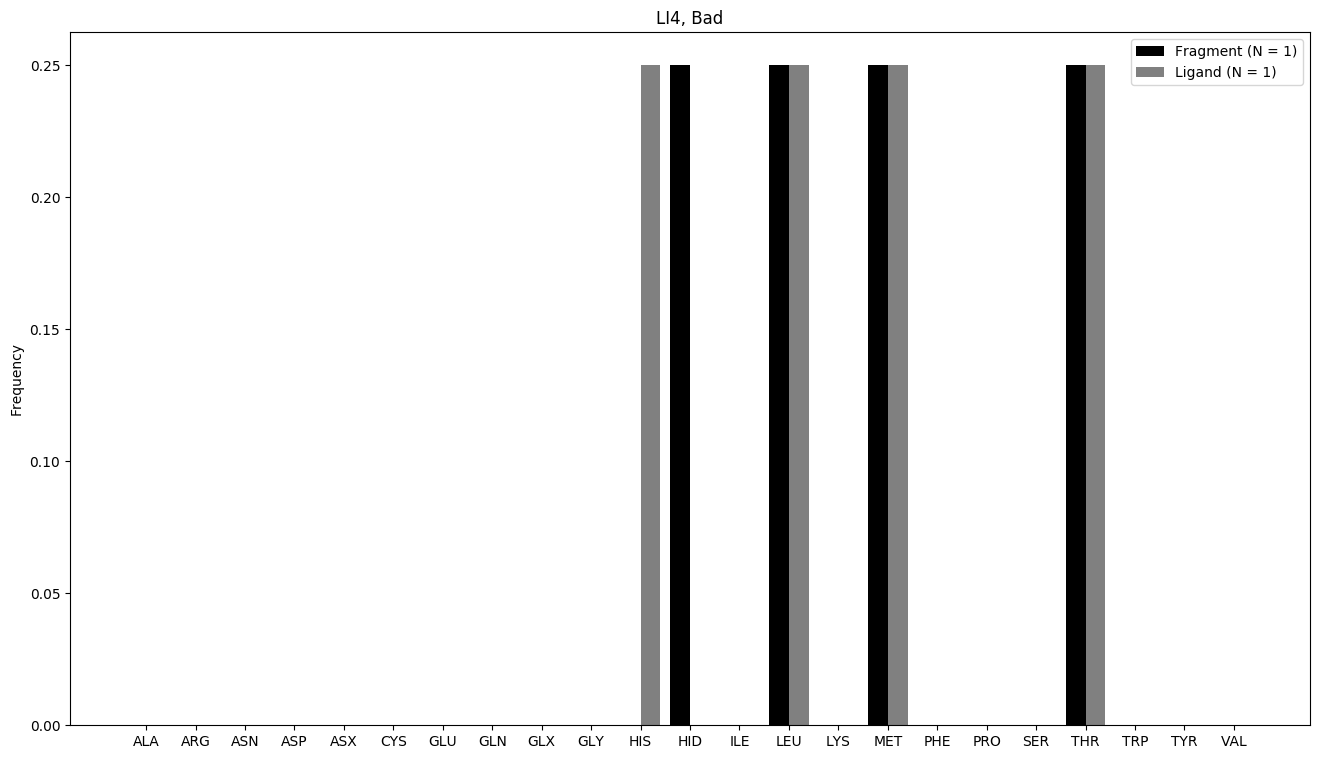 LI4, Bad
Fragment (N = 1)
Ligand (N = 1)
Frequency
0.25
0.20
0.15
0.10
0.05
0.00
ALA ARG ASN ASP ASX CYS GLU GLN GLX GLY HIS HID ILE LEU LYS MET PHE PRO SER THR TRP TYR VAL